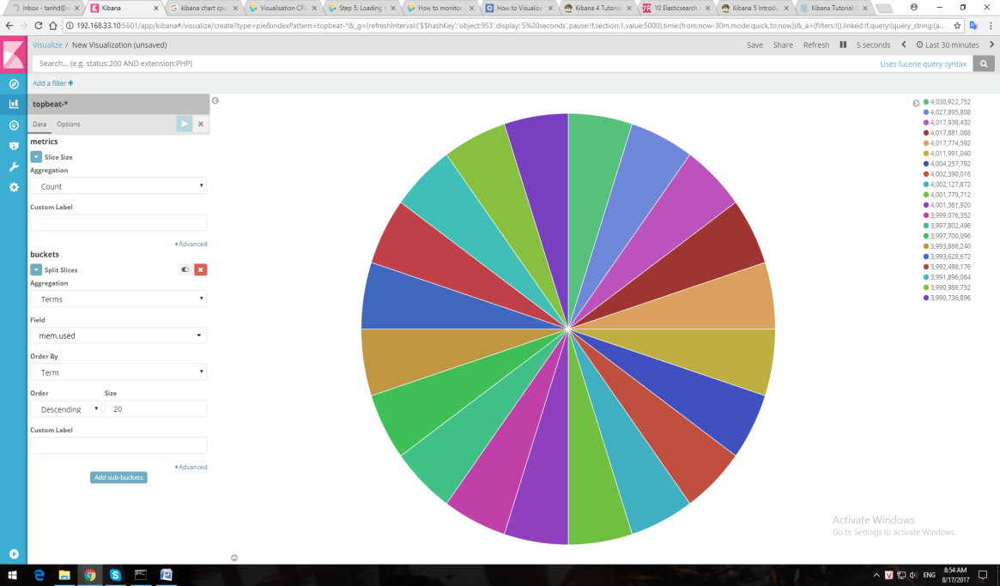 Inbox - tanhd@
Kibana
kibana chart cpu
Visualisation CPU
Step 5: Loading
How to monitor
How to Visualize
Kibana 4 Tutorial
10 Elasticsearch
Kibana 5 Introdu
Kibana Tutorial:
192.168.33.10:5601/app/kibana#/visualize/create?type=pie&indexPattern=topbeat-*&_g=(refreshInterval:('$$hashKey':'object:953',display:'5%20seconds',pause:!f,section:1,value:5000),time:(from:now-30m,mode:quick,to:now))&_a=(filters:!(),linked:!f,query:(query_string:(a...
Visualize / New Visualization (unsaved)
Save Share Refresh 5 seconds Last 30 minutes
Search... (e.g. status:200 AND extension:PHP)
Uses lucene query syntax
Add a filter
topbeat-*
Data Options
metrics
Slice Size
Aggregation
Count
Custom Label
Advanced
buckets
Split Slices
Aggregation
Terms
Field
mem.used
Order By
Term
Order Size
Descending 20
Custom Label
Advanced
Add sub-buckets
4,030,922,752
4,027,895,808
4,017,938,432
4,017,881,088
4,017,774,592
4,011,991,040
4,004,257,792
4,002,390,016
4,002,127,872
4,001,779,712
4,001,361,920
3,999,076,352
3,997,802,496
3,997,700,096
3,993,866,240
3,993,628,672
3,992,498,176
3,991,896,064
3,990,986,752
3,990,736,896
Activate Windows
Go to Settings to activate Windows.
ENG
8:54 AM
8/17/2017